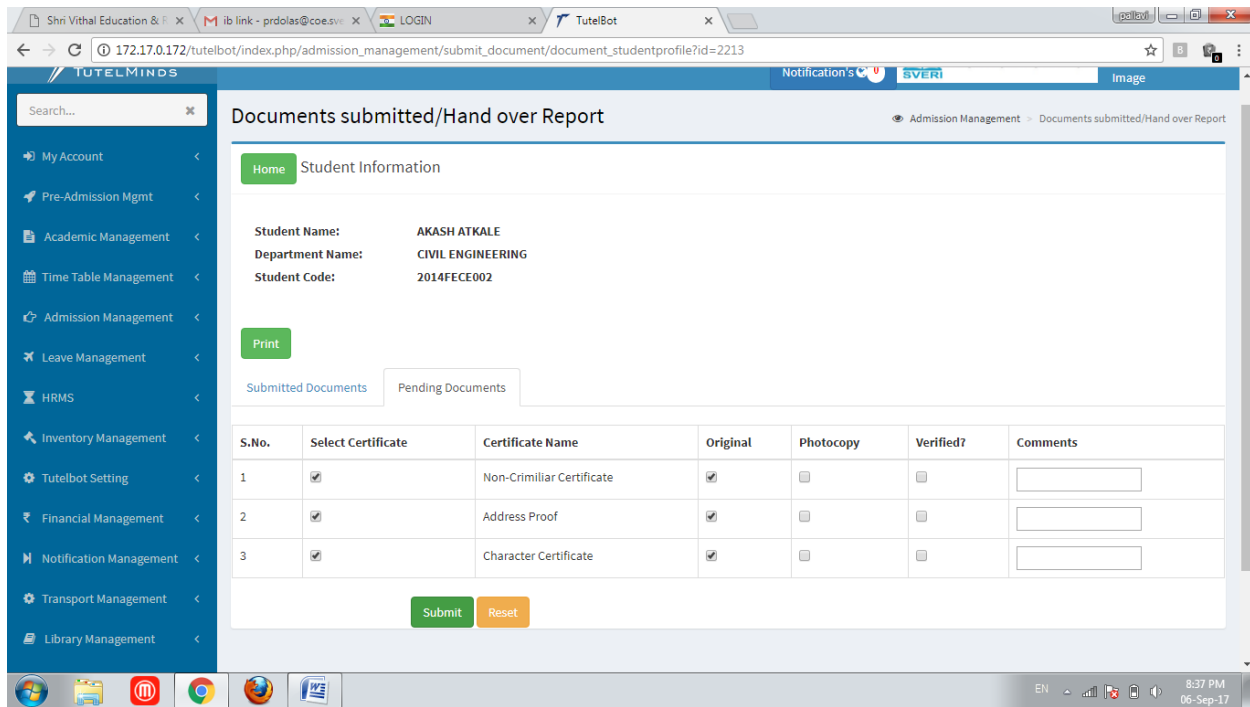 Shri Vithal Education & R
ib link - prdolas@coe.sve
LOGIN
TutelBot
pallavi
172.17.0.172/tutelbot/index.php/admission_management/submit_document/document_studentprofile?id=2213
TUTELMINDS
Notification's 0
SVERI
Image
Search...
Documents submitted/Hand over Report
Admission Management > Documents submitted/Hand over Report
My Account
Pre-Admission Mgmt
Academic Management
Time Table Management
Admission Management
Leave Management
HRMS
Inventory Management
Tutelbot Setting
Financial Management
Notification Management
Transport Management
Library Management
Home Student Information
Student Name: AKASH ATKALE
Department Name: CIVIL ENGINEERING
Student Code: 2014FECE002
Print
Submitted Documents Pending Documents
S.No. Select Certificate Certificate Name Original Photocopy Verified? Comments
1 Non-Crimiliar Certificate
2 Address Proof
3 Character Certificate
Submit Reset
EN
8:37 PM
06-Sep-17